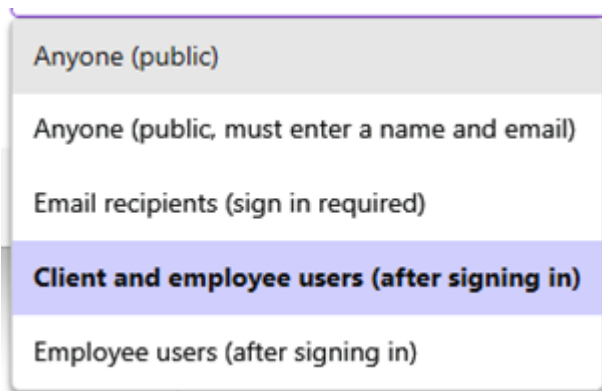 Anyone (public)
Anyone (public, must enter a name and email)
Email recipients (sign in required)
Client and employee users (after signing in)
Employee users (after signing in)